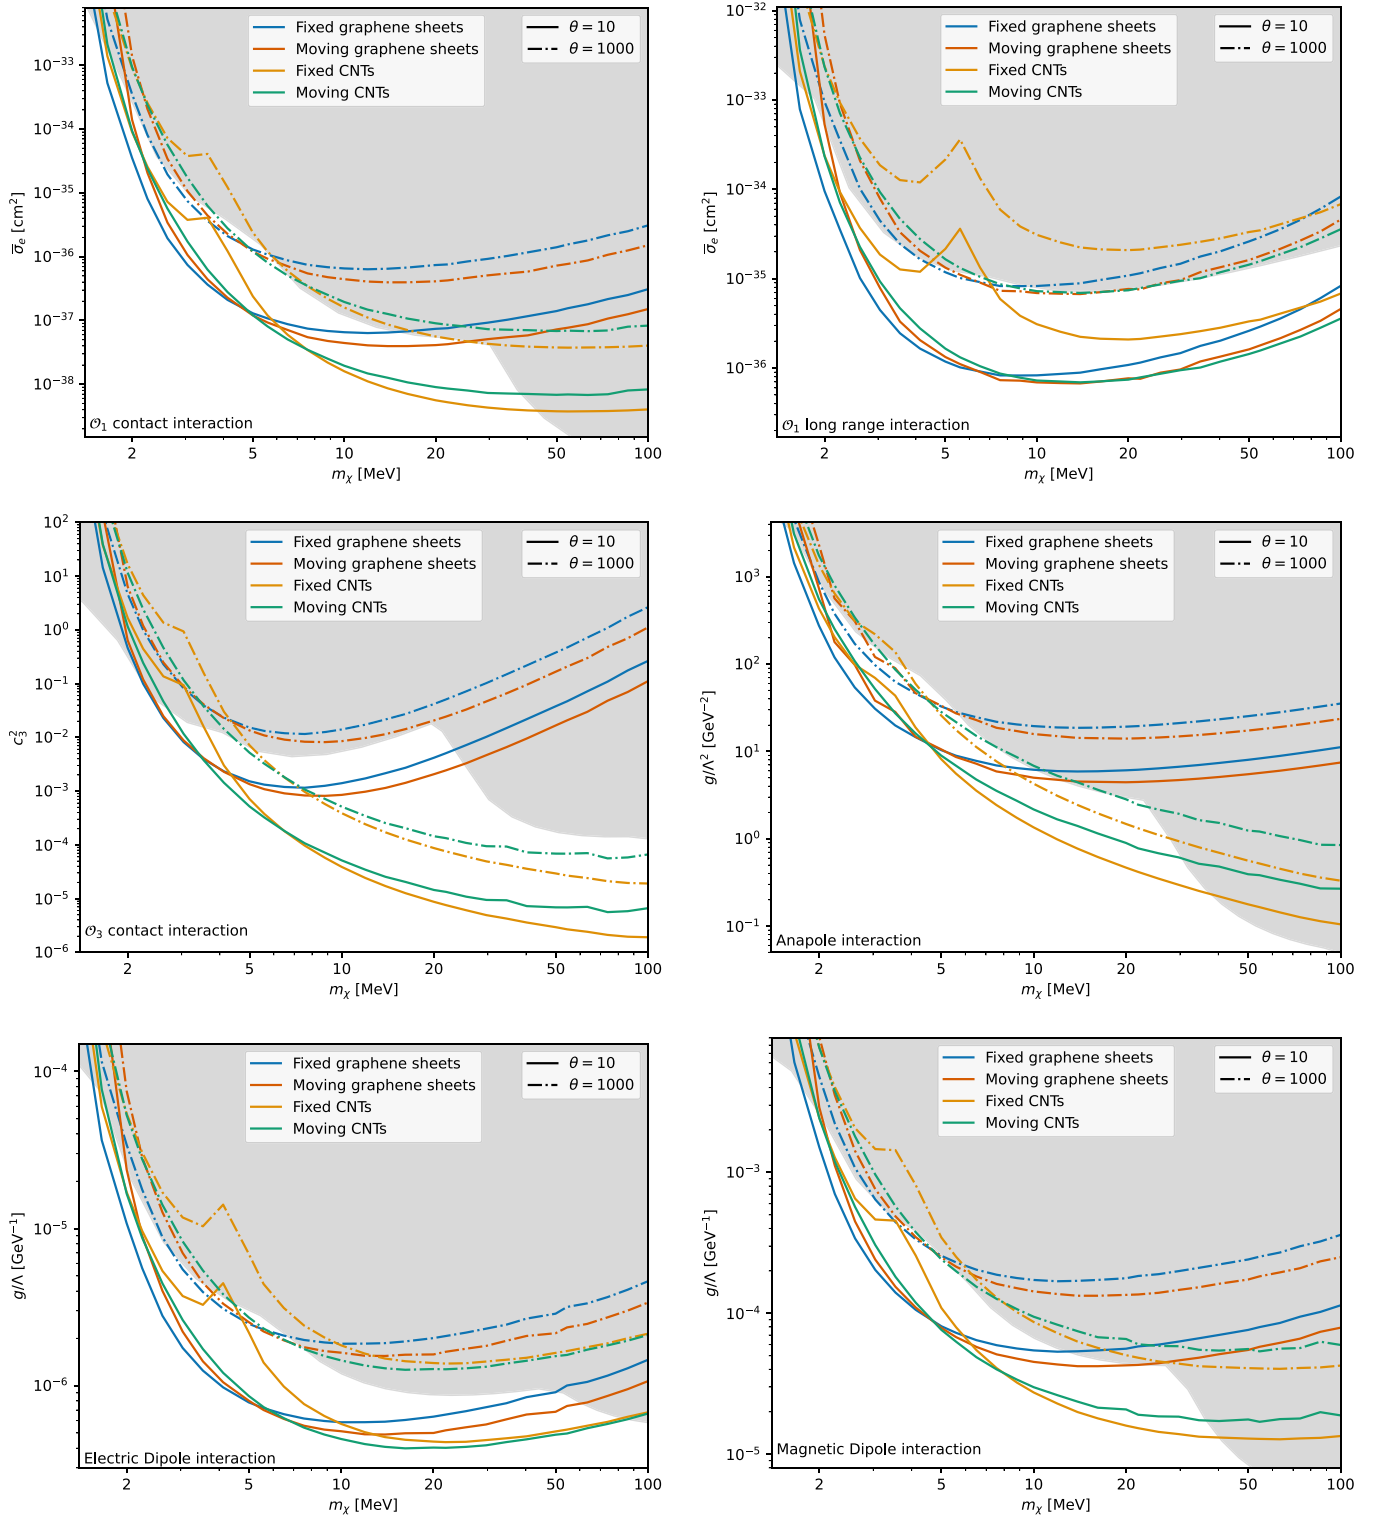 Fixed graphene sheets
Moving graphene sheets
Fixed CNTs
Moving CNTs
θ = 10
θ = 1000
10⁻³³
10⁻³⁴
10⁻³⁵
10⁻³⁶
10⁻³⁷
10⁻³⁸
σ̅ₑ [cm²]
𝒪₁ contact interaction
2 5 10 20 50 100
mᵪ [MeV]
Fixed graphene sheets
Moving graphene sheets
Fixed CNTs
Moving CNTs
θ = 10
θ = 1000
10⁻³²
10⁻³³
10⁻³⁴
10⁻³⁵
10⁻³⁶
σ̅ₑ [cm²]
𝒪₁ long range interaction
2 5 10 20 50 100
mᵪ [MeV]
Fixed graphene sheets
Moving graphene sheets
Fixed CNTs
Moving CNTs
θ = 10
θ = 1000
10²
10¹
10⁰
10⁻¹
10⁻²
10⁻³
10⁻⁴
10⁻⁵
10⁻⁶
c₃²
𝒪₃ contact interaction
2 5 10 20 50 100
mᵪ [MeV]
Fixed graphene sheets
Moving graphene sheets
Fixed CNTs
Moving CNTs
θ = 10
θ = 1000
10³
10²
10¹
10⁰
10⁻¹
g/Λ² [GeV⁻²]
Anapole interaction
2 5 10 20 50 100
mᵪ [MeV]
Fixed graphene sheets
Moving graphene sheets
Fixed CNTs
Moving CNTs
θ = 10
θ = 1000
10⁻⁴
10⁻⁵
10⁻⁶
g/Λ [GeV⁻¹]
Electric Dipole interaction
2 5 10 20 50 100
mᵪ [MeV]
Fixed graphene sheets
Moving graphene sheets
Fixed CNTs
Moving CNTs
θ = 10
θ = 1000
10⁻³
10⁻⁴
10⁻⁵
g/Λ [GeV⁻¹]
Magnetic Dipole interaction
2 5 10 20 50 100
mᵪ [MeV]